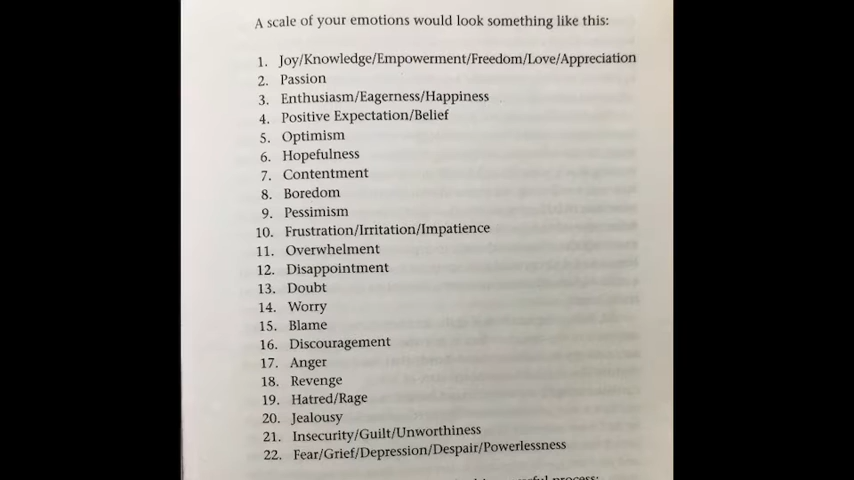 A scale of your emotions would look something like this:
1. Joy/Knowledge/Empowerment/Freedom/Love/Appreciation
2. Passion
3. Enthusiasm/Eagerness/Happiness
4. Positive Expectation/Belief
5. Optimism
6. Hopefulness
7. Contentment
8. Boredom
9. Pessimism
10. Frustration/Irritation/Impatience
11. Overwhelment
12. Disappointment
13. Doubt
14. Worry
15. Blame
16. Discouragement
17. Anger
18. Revenge
19. Hatred/Rage
20. Jealousy
21. Insecurity/Guilt/Unworthiness
22. Fear/Grief/Depression/Despair/Powerlessness
process: